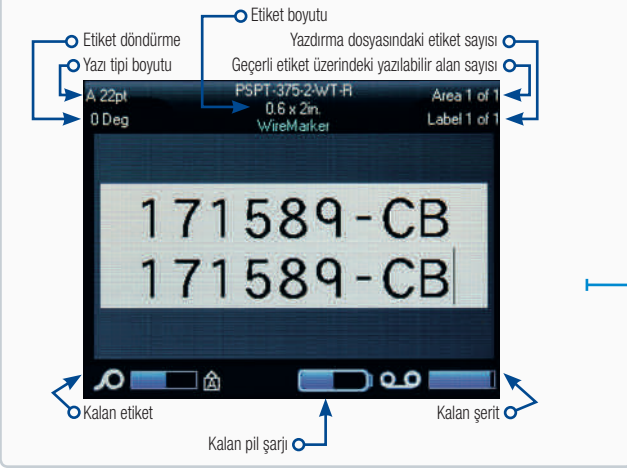 Etiket boyutu
Etiket döndürme
Yazdırma dosyasındaki etiket sayısı
Yazı tipi boyutu
Geçerli etiket üzerindeki yazılabilir alan sayısı
A 22pt
PSPT-375-2-WT-R
Area 1 of 1
0 Deg
0.6 x 2in.
Label 1 of 1
WireMarker
171589-CB
171589-CB
A
Kalan etiket
Kalan şerit
Kalan pil şarjı